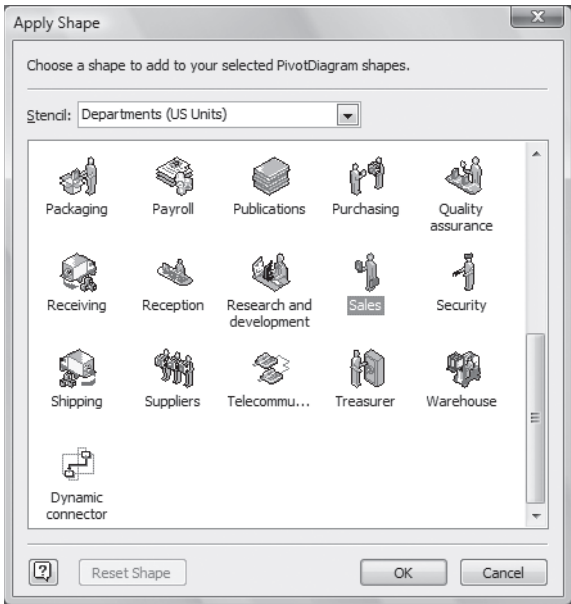 Apply Shape
Choose a shape to add to your selected PivotDiagram shapes.
Stencil: Departments (US Units)
Packaging Payroll Publications Purchasing Quality
assurance
Receiving Reception Research and Sales Security
development
Shipping Suppliers Telecommu... Treasurer Warehouse
Dynamic
connector
Reset Shape OK Cancel